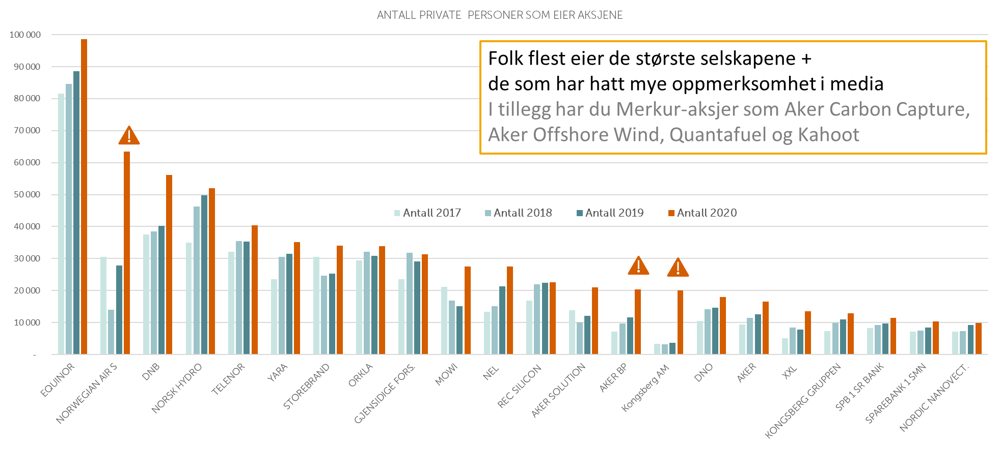 ANTALL PRIVATE  PERSONER SOM EIER AKSJENE
100 000
90 000
80 000
70 000
60 000
50 000
40 000
30 000
20 000
10 000
-
Folk flest eier de største selskapene +
de som har hatt mye oppmerksomhet i media
I tillegg har du Merkur-aksjer som Aker Carbon Capture,
Aker Offshore Wind, Quantafuel og Kahoot
!
Antall 2017 Antall 2018 Antall 2019 Antall 2020
!
!
EQUINOR
NORWEGIAN AIR S
DNB
NORSK HYDRO
TELENOR
YARA
STOREBRAND
ORKLA
GJENSIDIGE FORS.
MOWI
NEL
REC SILICON
AKER SOLUTION
AKER BP
Kongsberg AM
DNO
AKER
XXL
KONGSBERG GRUPPEN
SPB 1 SR BANK
SPAREBANK 1 SMN
NORDIC NANOVECT.